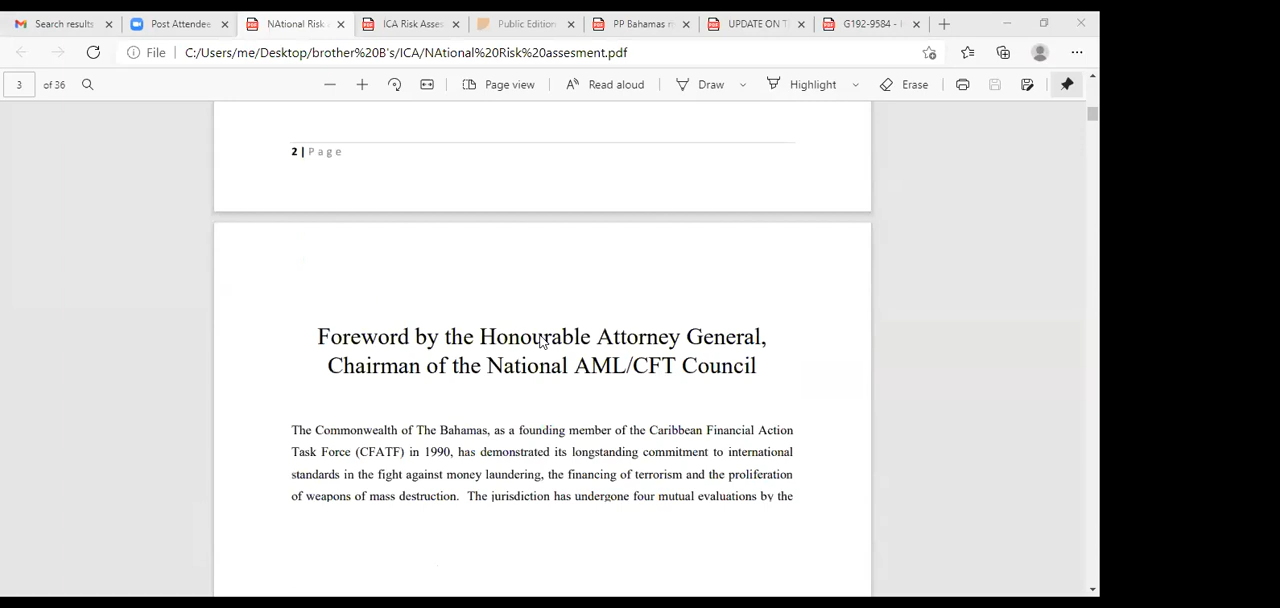 Search results
Post Attendee
NAtional Risk
ICA Risk Asses
Public Edition
PP Bahamas
UPDATE ON T
G192-9584 -
File
C:/Users/me/Desktop/brother%20B's/ICA/NAtional%20Risk%20assesment.pdf
3 of 36
Page view
Read aloud
Draw
Highlight
Erase
2 | Page
Foreword by the Honourable Attorney General,
Chairman of the National AML/CFT Council
The Commonwealth of The Bahamas, as a founding member of the Caribbean Financial Action
Task Force (CFATF) in 1990, has demonstrated its longstanding commitment to international
standards in the fight against money laundering, the financing of terrorism and the proliferation
of weapons of mass destruction. The jurisdiction has undergone four mutual evaluations by the